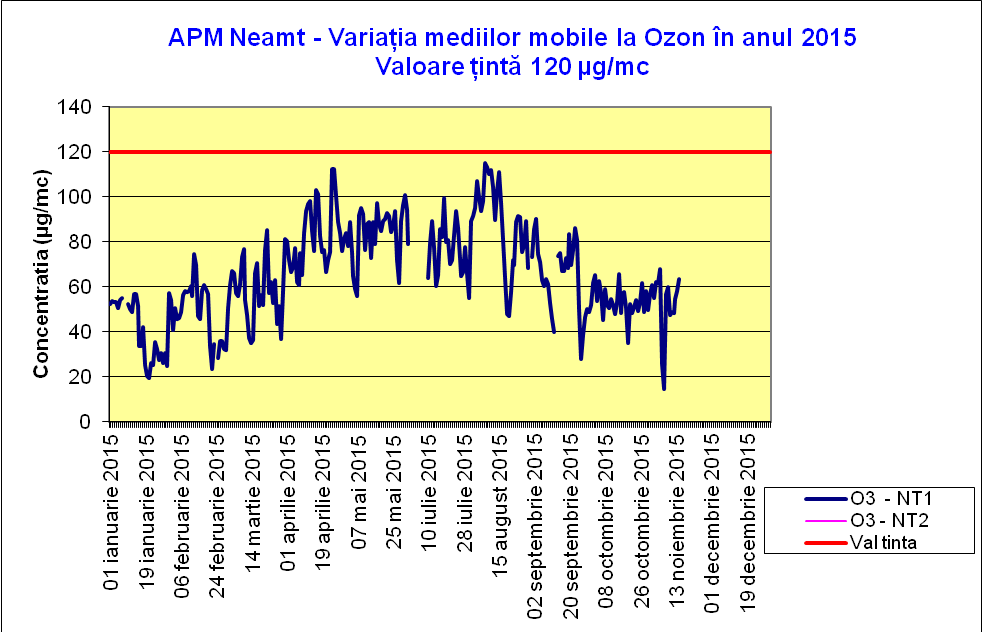 APM Neamt - Variația mediilor mobile la Ozon în anul 2015
Valoare țintă 120 µg/mc
Concentratia (µg/mc)
140
120
100
80
60
40
20
0
01 ianuarie 2015
19 ianuarie 2015
06 februarie 2015
24 februarie 2015
14 martie 2015
01 aprilie 2015
19 aprilie 2015
07 mai 2015
25 mai 2015
10 iulie 2015
28 iulie 2015
15 august 2015
02 septembrie 2015
20 septembrie 2015
08 octombrie 2015
26 octombrie 2015
13 noiembrie 2015
01 decembrie 2015
19 decembrie 2015
O3 - NT1
O3 - NT2
Val tinta